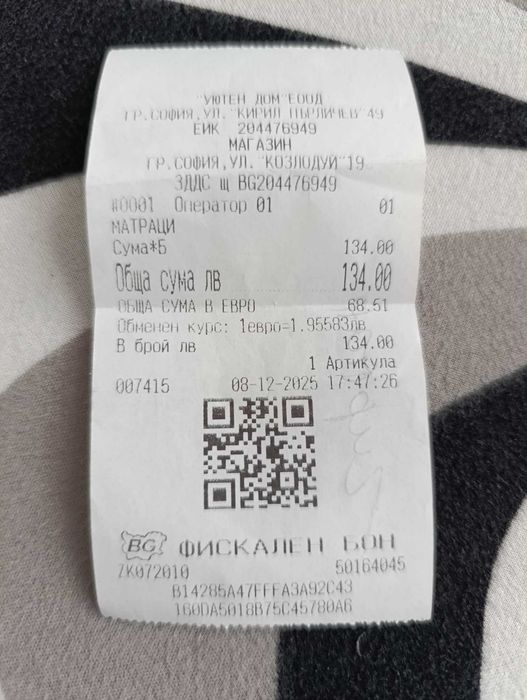 "УЮТЕН ДОМ"ЕООД
ГР.СОФИЯ,УЛ. "КИРИЛ ПЪРЛИЧЕВ"49
ЕИК 204476949
МАГАЗИН
ГР.СОФИЯ,УЛ. "КОЗЛОДУЙ"19
ЗДДС щ BG204476949
#0001 Оператор 01 01
МАТРАЦИ
Сума*Б 134.00
Обща сума лв 134.00
ОБЩА СУМА В ЕВРО 68.51
Обменен курс: 1евро=1.95583лв
В брой лв 134.00
1 Артикула
007415 08-12-2025 17:47:26
BG ФИСКАЛЕН БОН
ZK072010 50164045
B14285A47FFFA3A92C43
160DA5018B75C45780A6